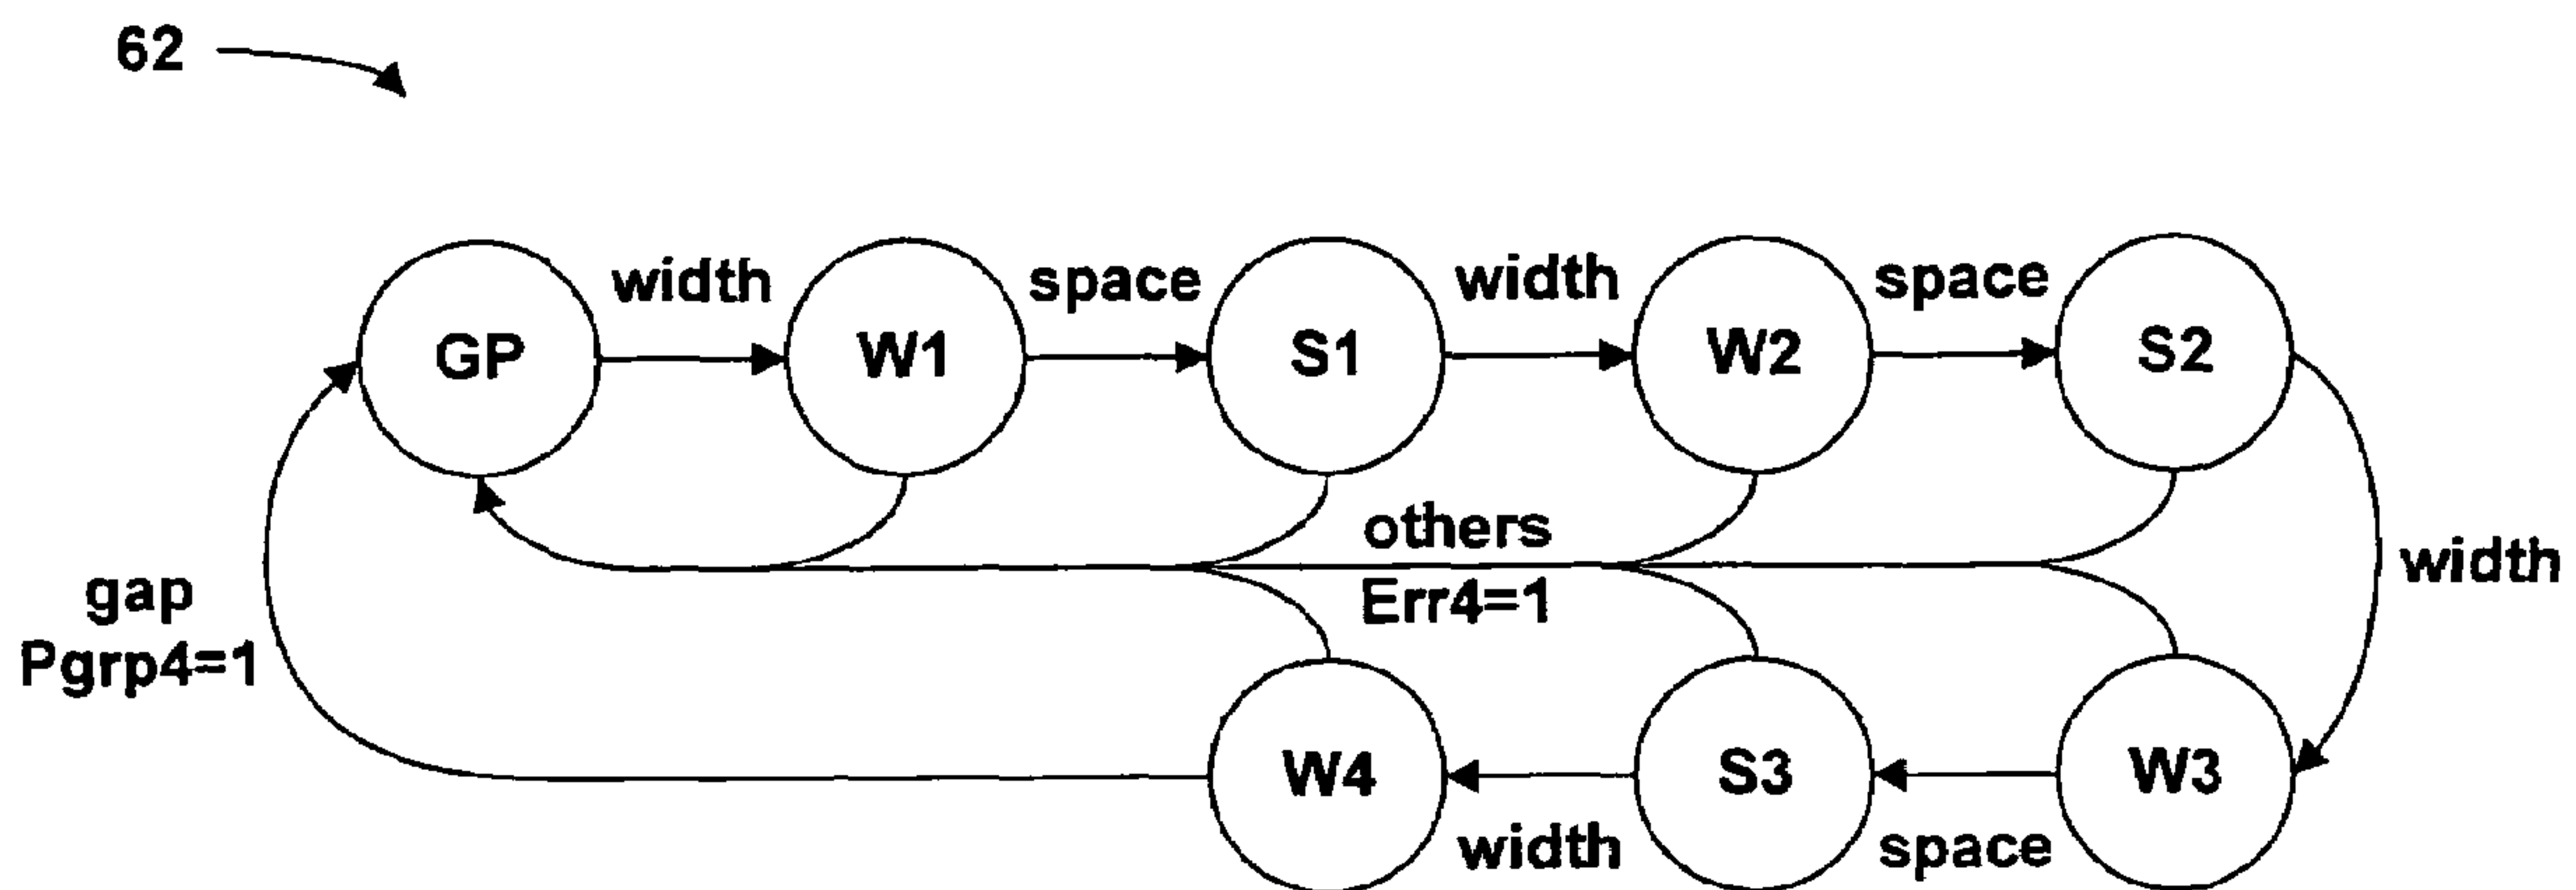 62
width
space
width
space
GP
W1
S1
W2
S2
others
Err4=1
width
gap
Pgrp4=1
W4
S3
W3
width
space